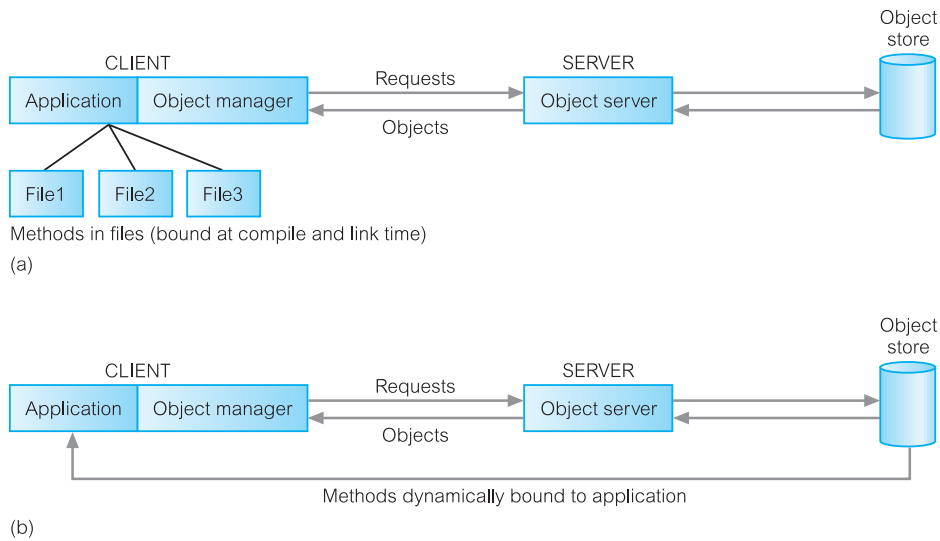 Object
store
CLIENT
SERVER
Requests
Application
Object manager
Object server
Objects
File1
File2
File3
Methods in files (bound at compile and link time)
(a)
Object
store
CLIENT
SERVER
Requests
Application
Object manager
Object server
Objects
Methods dynamically bound to application
(b)